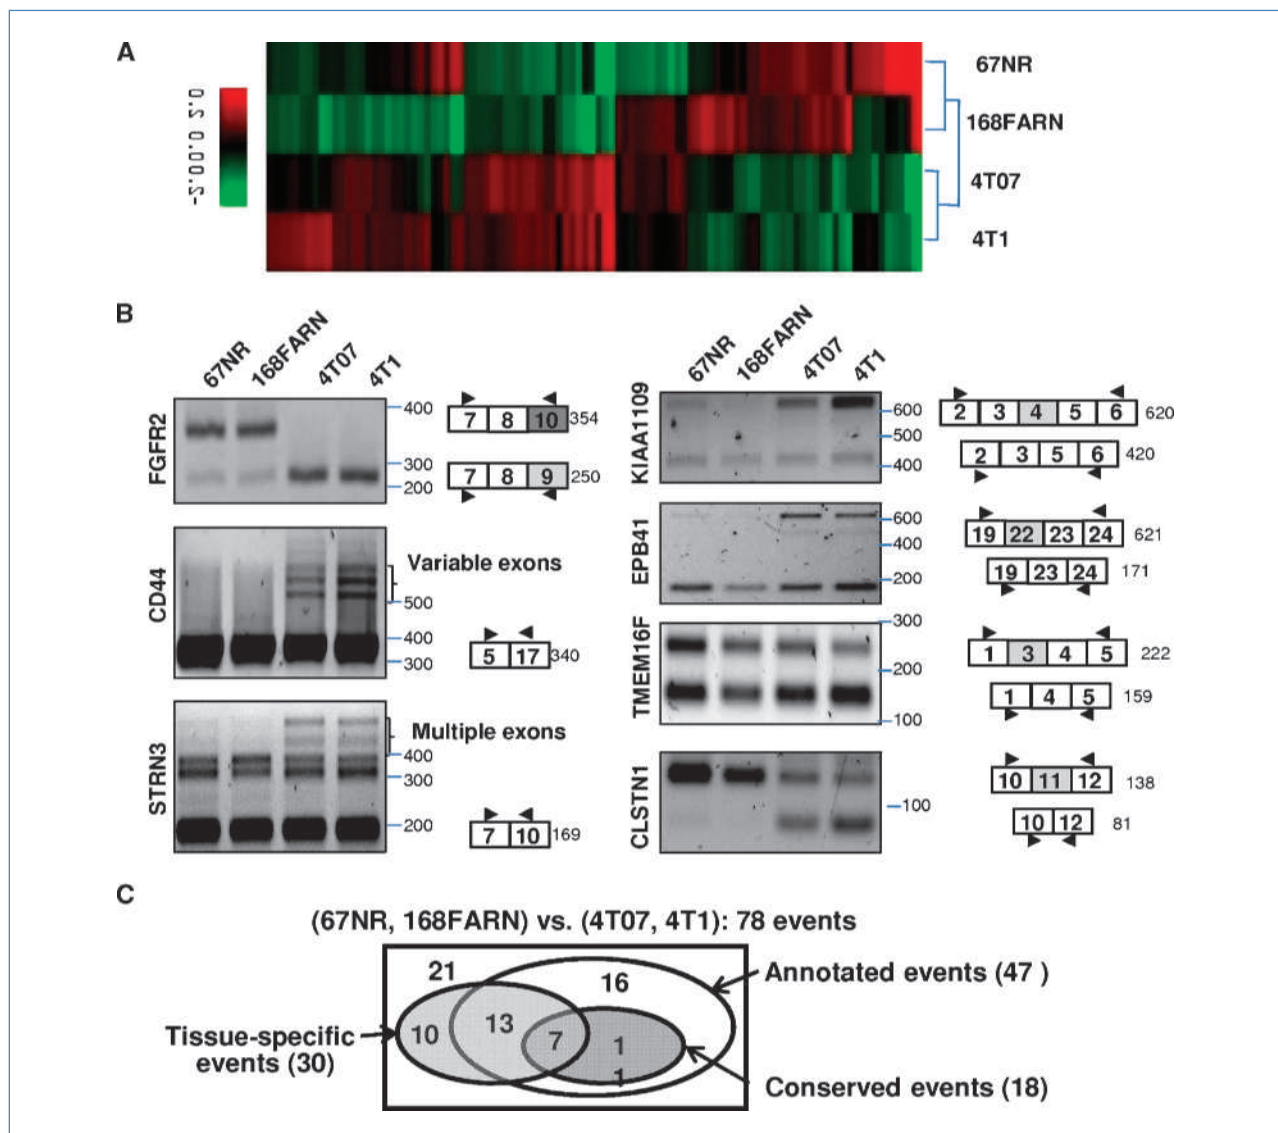 A
67NR
168FARN
4T07
4T1
-0.2 0.0 0.2
B
67NR 168FARN 4T07 4T1
FGFR2
400
300
200
7 8 10 354
7 8 9 250
CD44
Variable exons
500
400
300
5 17 340
STRN3
Multiple exons
400
300
200
7 10 169
67NR 168FARN 4T07 4T1
KIAA1109
600
500
400
2 3 4 5 6 620
2 3 5 6 420
EPB41
600
400
200
19 22 23 24 621
19 23 24 171
TMEM16F
300
200
100
1 3 4 5 222
1 4 5 159
CLSTN1
100
10 11 12 138
10 12 81
C
(67NR, 168FARN) vs. (4T07, 4T1): 78 events
21
16
Annotated events (47 )
Tissue-specific
events (30)
10 13 7 1
1
Conserved events (18)